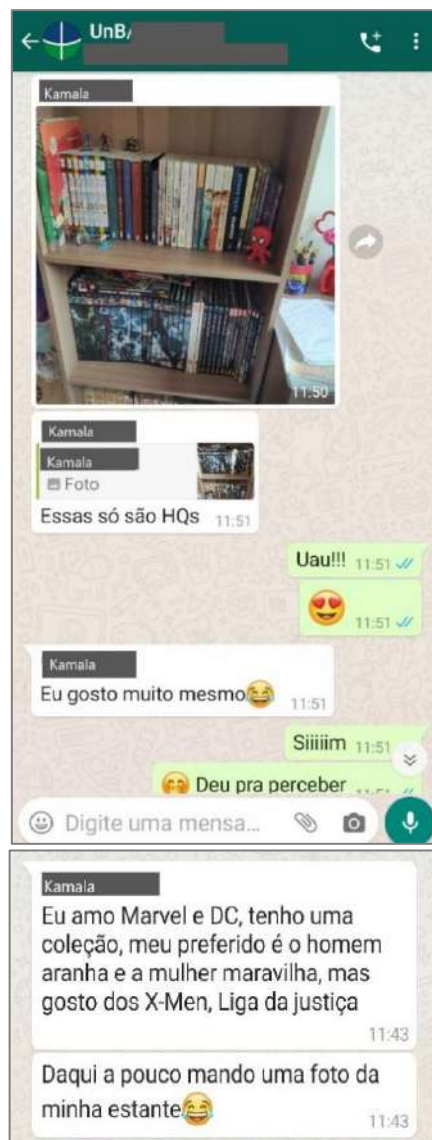 UnB/
Kamala
11:50
Kamala
Kamala
Foto
Essas só são HQs 11:51
Uau!!! 11:51
😍 11:51
Kamala
Eu gosto muito mesmo😂 11:51
Siiiiim 11:51
🤗 Deu pra perceber
Digite uma mensa...
Kamala
Eu amo Marvel e DC, tenho uma
coleção, meu preferido é o homem
aranha e a mulher maravilha, mas
gosto dos X-Men, Liga da justiça
11:43
Daqui a pouco mando uma foto da
minha estante😂 11:43